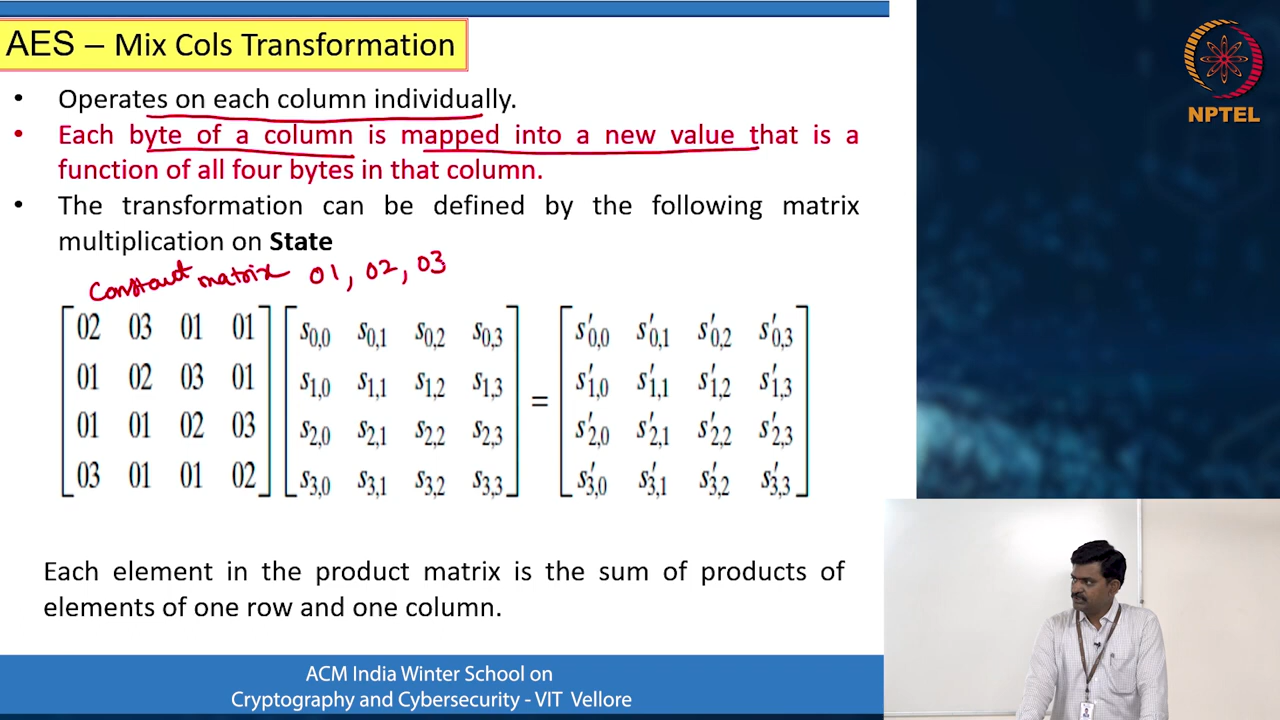 AES – Mix Cols Transformation
NPTEL
• Operates on each column individually.
• Each byte of a column is mapped into a new value that is a
function of all four bytes in that column.
• The transformation can be defined by the following matrix
multiplication on State
constant matrix 01, 02, 03
02 03 01 01 s0,0 s0,1 s0,2 s0,3 s′0,0 s′0,1 s′0,2 s′0,3
01 02 03 01 s1,0 s1,1 s1,2 s1,3 = s′1,0 s′1,1 s′1,2 s′1,3
01 01 02 03 s2,0 s2,1 s2,2 s2,3 s′2,0 s′2,1 s′2,2 s′2,3
03 01 01 02 s3,0 s3,1 s3,2 s3,3 s′3,0 s′3,1 s′3,2 s′3,3
Each element in the product matrix is the sum of products of
elements of one row and one column.
ACM India Winter School on
Cryptography and Cybersecurity - VIT Vellore